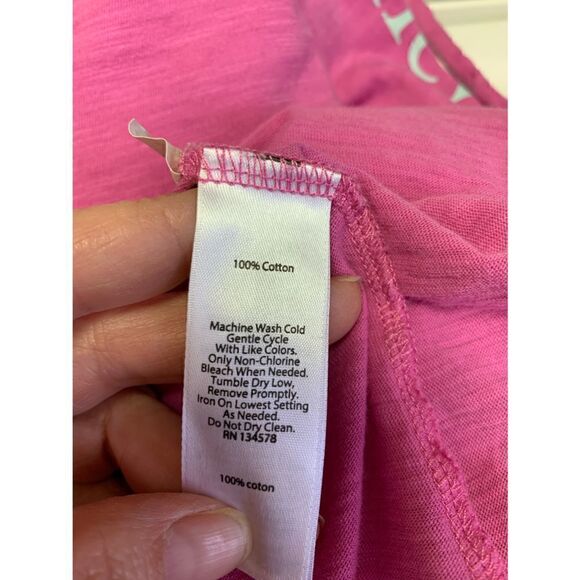 100% Cotton
Machine Wash Cold
Gentle Cycle
With Like Colors.
Only Non-Chlorine
Bleach When Needed.
Tumble Dry Low,
Remove Promptly.
Iron On Lowest Setting
As Needed.
Do Not Dry Clean.
RN 134578
100% coton